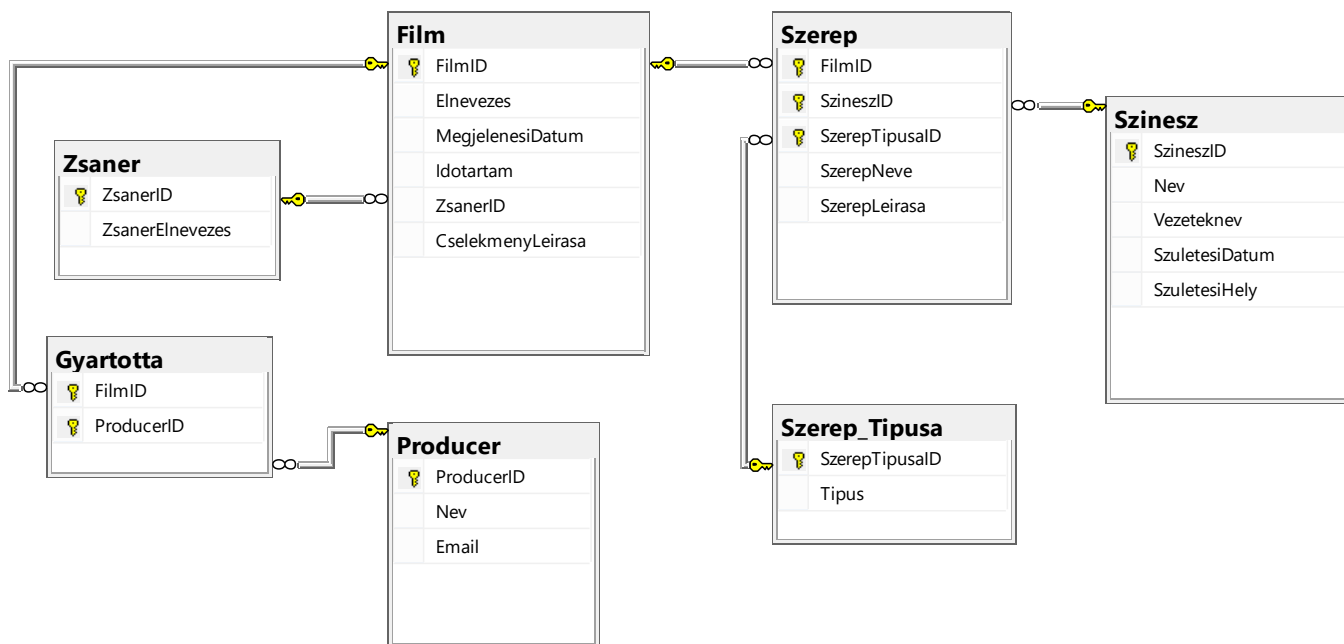 Film
FilmID
Elnevezes
MegjelenesiDatum
Idotartam
ZsanerID
CselekmenyLeirasa
Szerep
FilmID
SzineszID
SzerepTipusaID
SzerepNeve
SzerepLeirasa
Szinesz
SzineszID
Nev
Vezeteknev
SzuletesiDatum
SzuletesiHely
Zsaner
ZsanerID
ZsanerElnevezes
Gyartotta
FilmID
ProducerID
Producer
ProducerID
Nev
Email
Szerep_Tipusa
SzerepTipusaID
Tipus